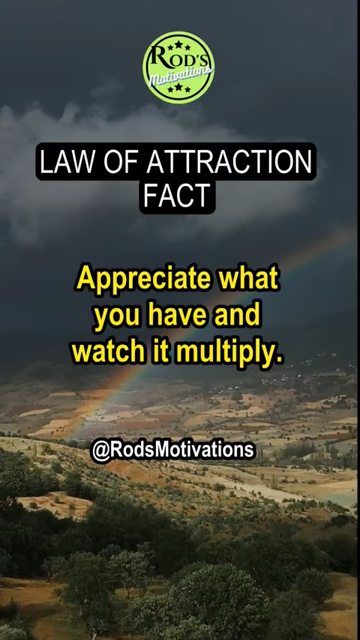 ROD'S
Motivations
LAW OF ATTRACTION
FACT
Appreciate what
you have and
watch it multiply.
@RodsMotivations